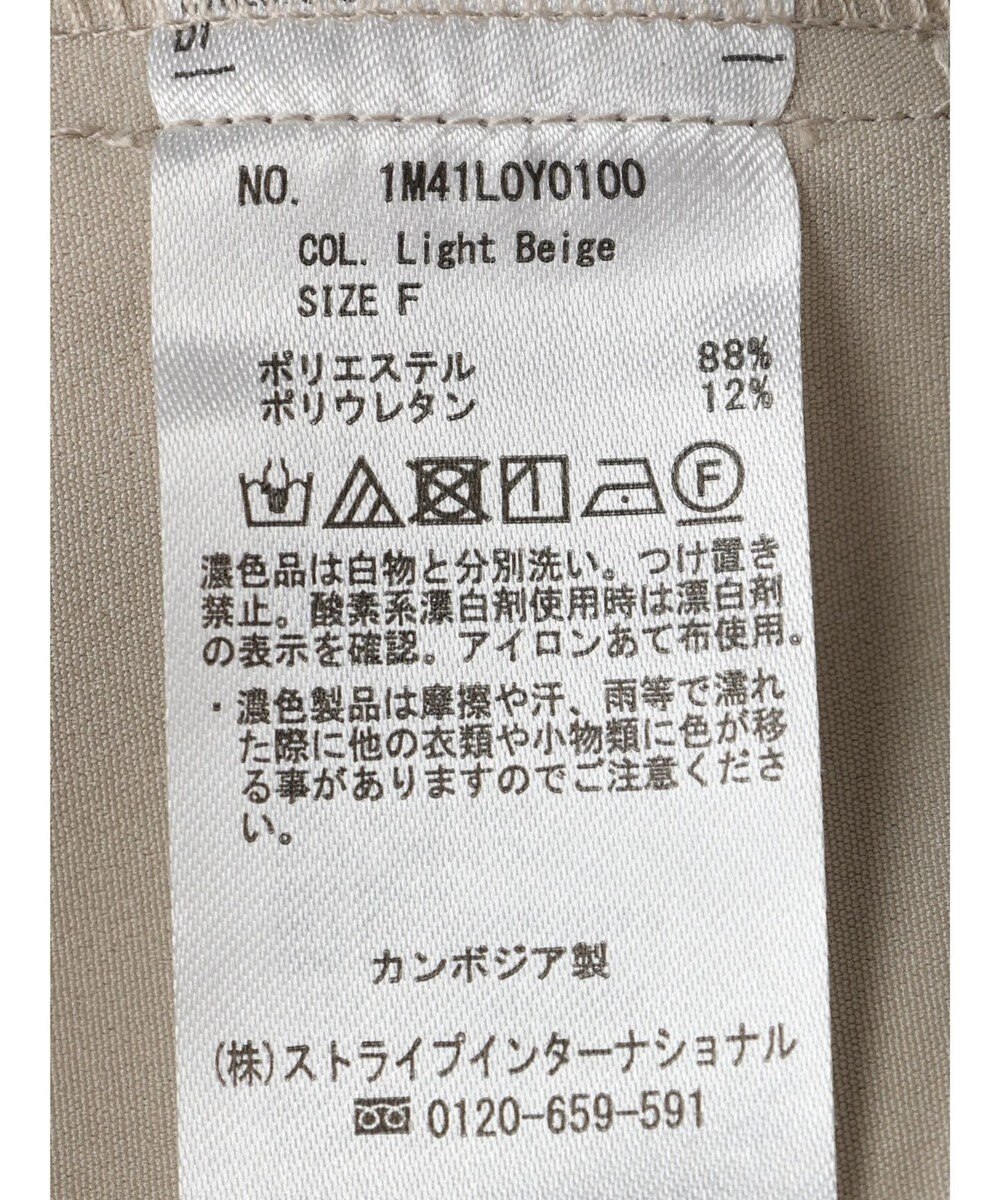 NO. 1M41L0Y0100
COL. Light Beige
SIZE F
ポリエステル 88%
ポリウレタン 12%
F
濃色品は白物と分別洗い。つけ置き
禁止。酸素系漂白剤使用時は漂白剤
の表示を確認。アイロンあて布使用。
・濃色製品は摩擦や汗、雨等で濡れ
た際に他の衣類や小物類に色が移
る事がありますのでご注意くださ
い。
カンボジア製
(株)ストライプインターナショナル
0120-659-591